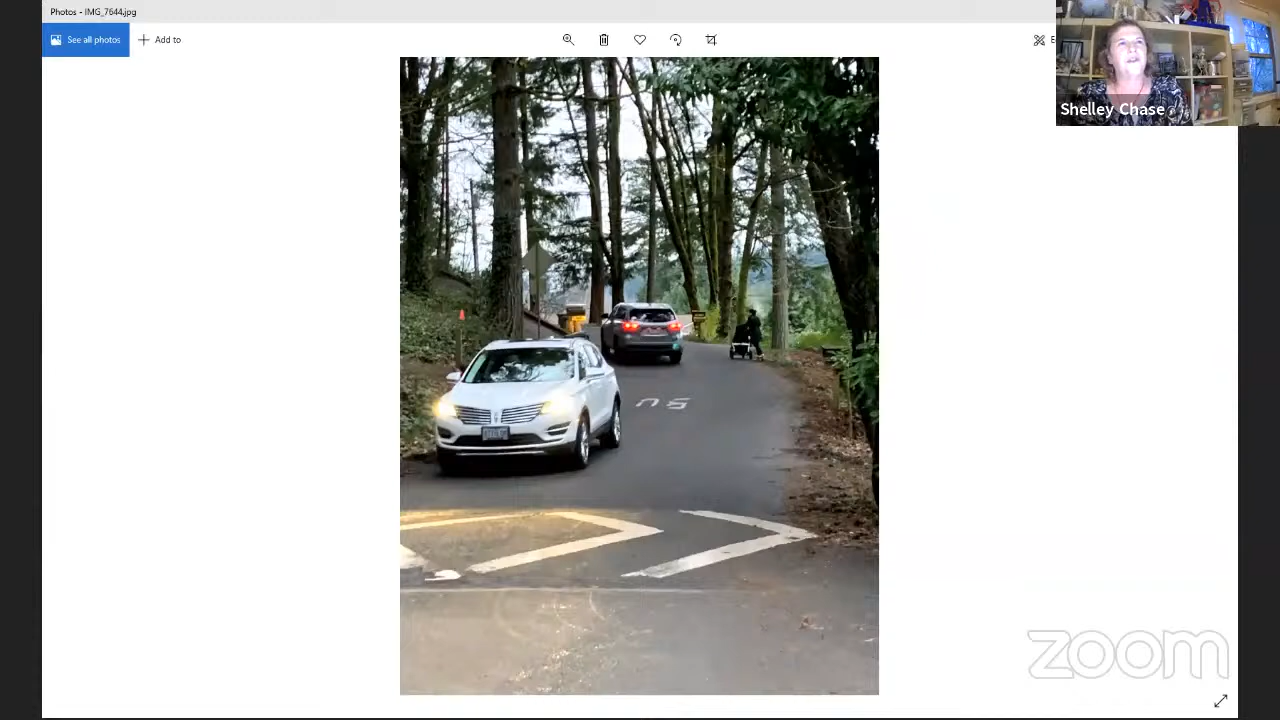 Photos - IMG_7644.jpg
See all photos
Add to
Shelley Chase
zoom